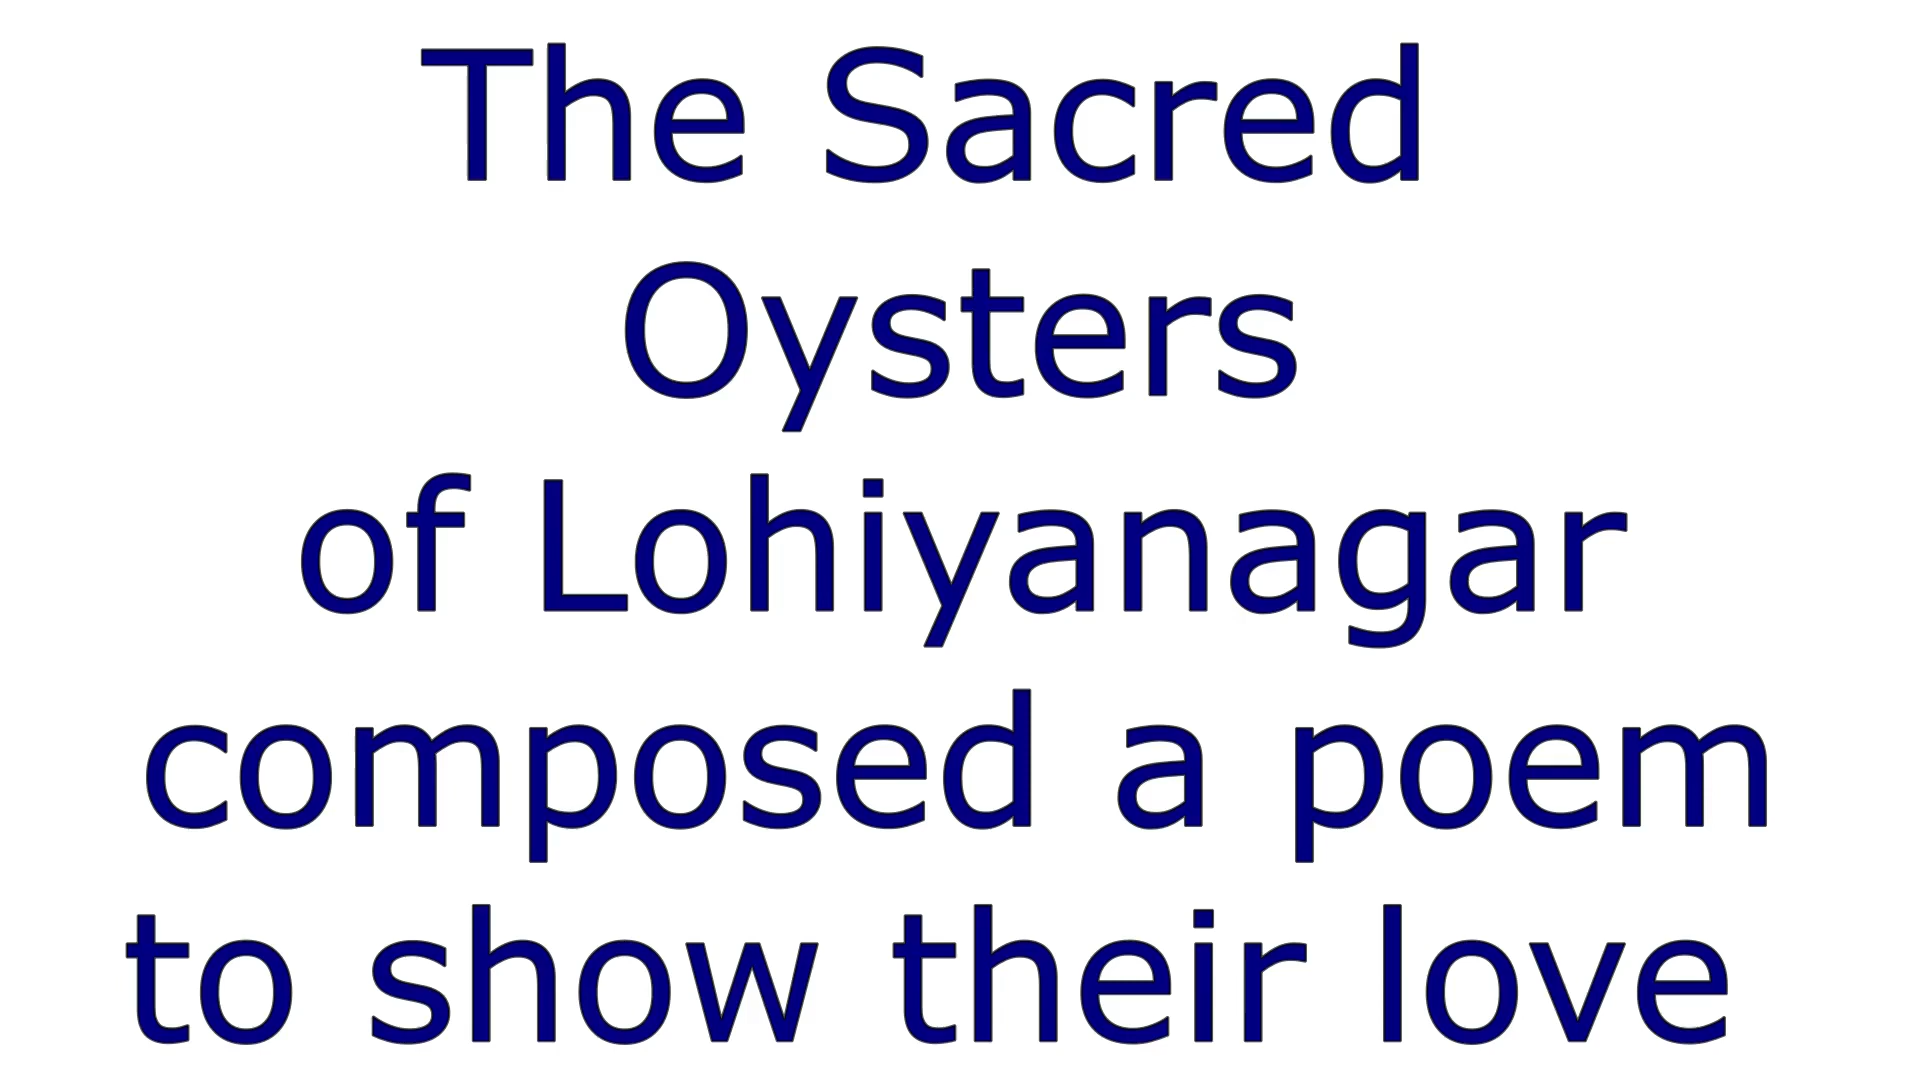 The Sacred
Oysters
of Lohiyanagar
composed a poem
to show their love